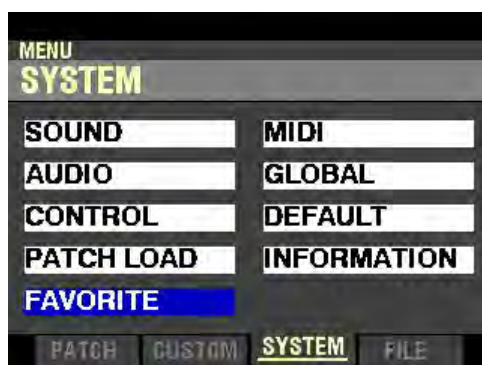 MENU
SYSTEM
SOUND MIDI
AUDIO GLOBAL
CONTROL DEFAULT
PATCH LOAD INFORMATION
FAVORITE
PATCH CUSTOM SYSTEM FILE